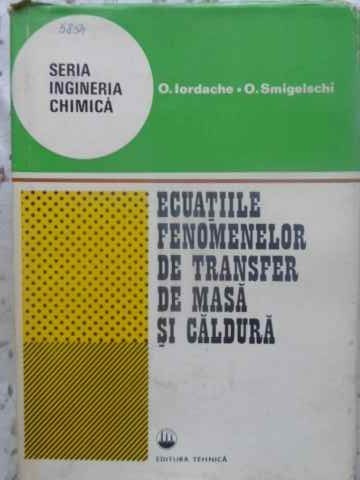 5854
SERIA
INGINERIA
CHIMICĂ
O. Iordache • O. Smigelschi
ECUAȚIILE
FENOMENELOR
DE TRANSFER
DE MASĂ
ȘI CĂLDURĂ
EDITURA TEHNICĂ